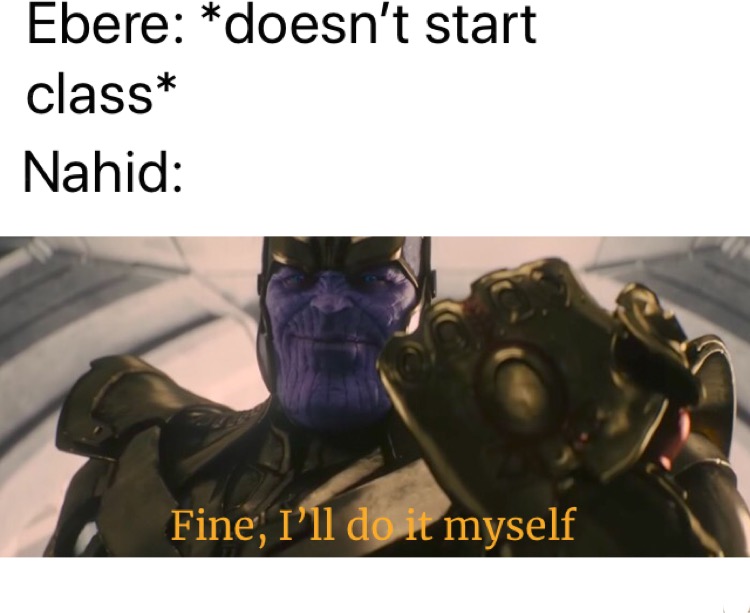 Ebere: *doesn’t start
class*
Nahid:
Fine, I’ll do it myself